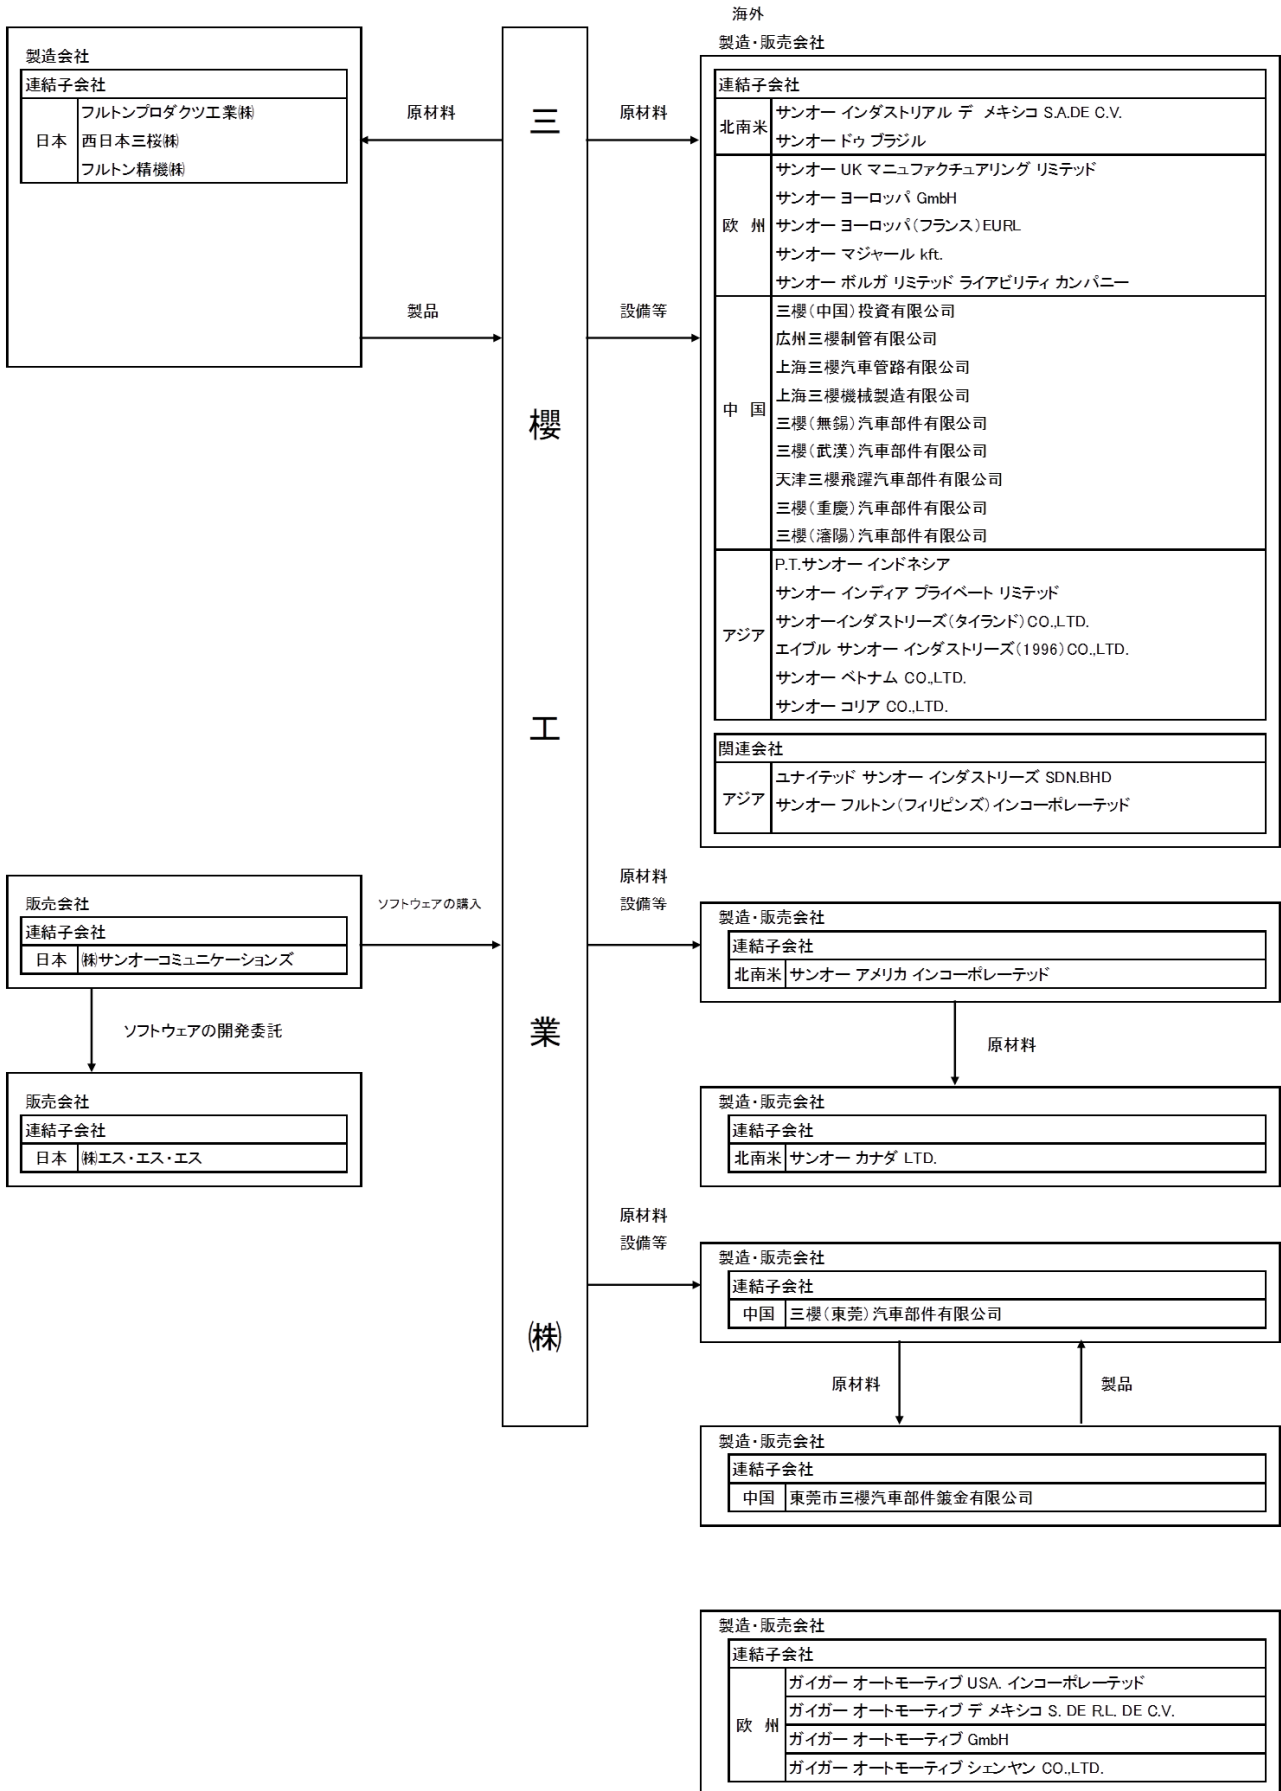 製造会社
連結子会社
日本
フルトンプロダクツ工業㈱
西日本三桜㈱
フルトン精機㈱
原材料
製品
三
櫻
工
業
㈱
原材料
設備等
海外
製造・販売会社
連結子会社
北南米
サンオー インダストリアル デ メキシコ S.A.DE C.V.
サンオー ドゥ ブラジル
欧 州
サンオー UK マニュファクチュアリング リミテッド
サンオー ヨーロッパ GmbH
サンオー ヨーロッパ（フランス）EURL
サンオー マジャール kft.
サンオー ボルガ リミテッド ライアビリティ カンパニー
中 国
三櫻（中国）投資有限公司
広州三櫻制管有限公司
上海三櫻汽車管路有限公司
上海三櫻機械製造有限公司
三櫻（無錫）汽車部件有限公司
三櫻（武漢）汽車部件有限公司
天津三櫻飛躍汽車部件有限公司
三櫻（重慶）汽車部件有限公司
三櫻（瀋陽）汽車部件有限公司
アジア
P.T.サンオー インドネシア
サンオー インディア プライベート リミテッド
サンオーインダストリーズ（タイランド）CO.,LTD.
エイブル サンオー インダストリーズ（1996）CO.,LTD.
サンオー ベトナム CO.,LTD.
サンオー コリア CO.,LTD.
関連会社
アジア
ユナイテッド サンオー インダストリーズ SDN.BHD
サンオー フルトン（フィリピンズ）インコーポレーテッド
販売会社
連結子会社
日本 ㈱サンオーコミュニケーションズ
ソフトウェアの購入
ソフトウェアの開発委託
販売会社
連結子会社
日本 ㈱エス・エス・エス
原材料
設備等
製造・販売会社
連結子会社
北南米 サンオー アメリカ インコーポレーテッド
原材料
製造・販売会社
連結子会社
北南米 サンオー カナダ LTD.
原材料
設備等
製造・販売会社
連結子会社
中国 三櫻（東莞）汽車部件有限公司
原材料
製品
製造・販売会社
連結子会社
中国 東莞市三櫻汽車部件鍍金有限公司
製造・販売会社
連結子会社
欧 州
ガイガー オートモーティブ USA. インコーポレーテッド
ガイガー オートモーティブ デ メキシコ S. DE R.L. DE C.V.
ガイガー オートモーティブ GmbH
ガイガー オートモーティブ シェンヤン CO.,LTD.